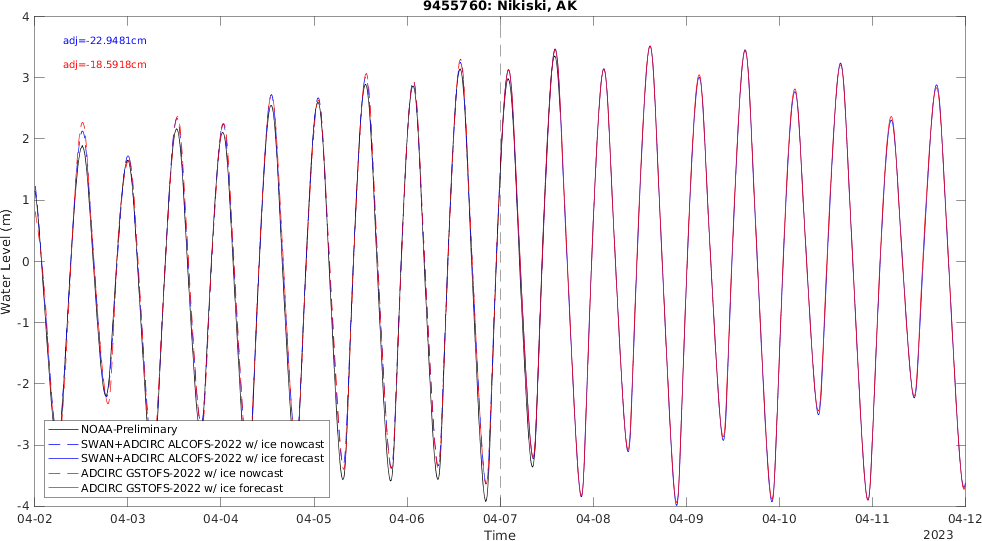 9455760: Nikiski, AK
adj=-22.9481cm
adj=-18.5918cm
Water Level (m)
4
3
2
1
0
-1
-2
-3
-4
NOAA-Preliminary
SWAN+ADCIRC ALCOFS-2022 w/ ice nowcast
SWAN+ADCIRC ALCOFS-2022 w/ ice forecast
ADCIRC GSTOFS-2022 w/ ice nowcast
ADCIRC GSTOFS-2022 w/ ice forecast
04-02 04-03 04-04 04-05 04-06 04-07 04-08 04-09 04-10 04-11 04-12
Time
2023